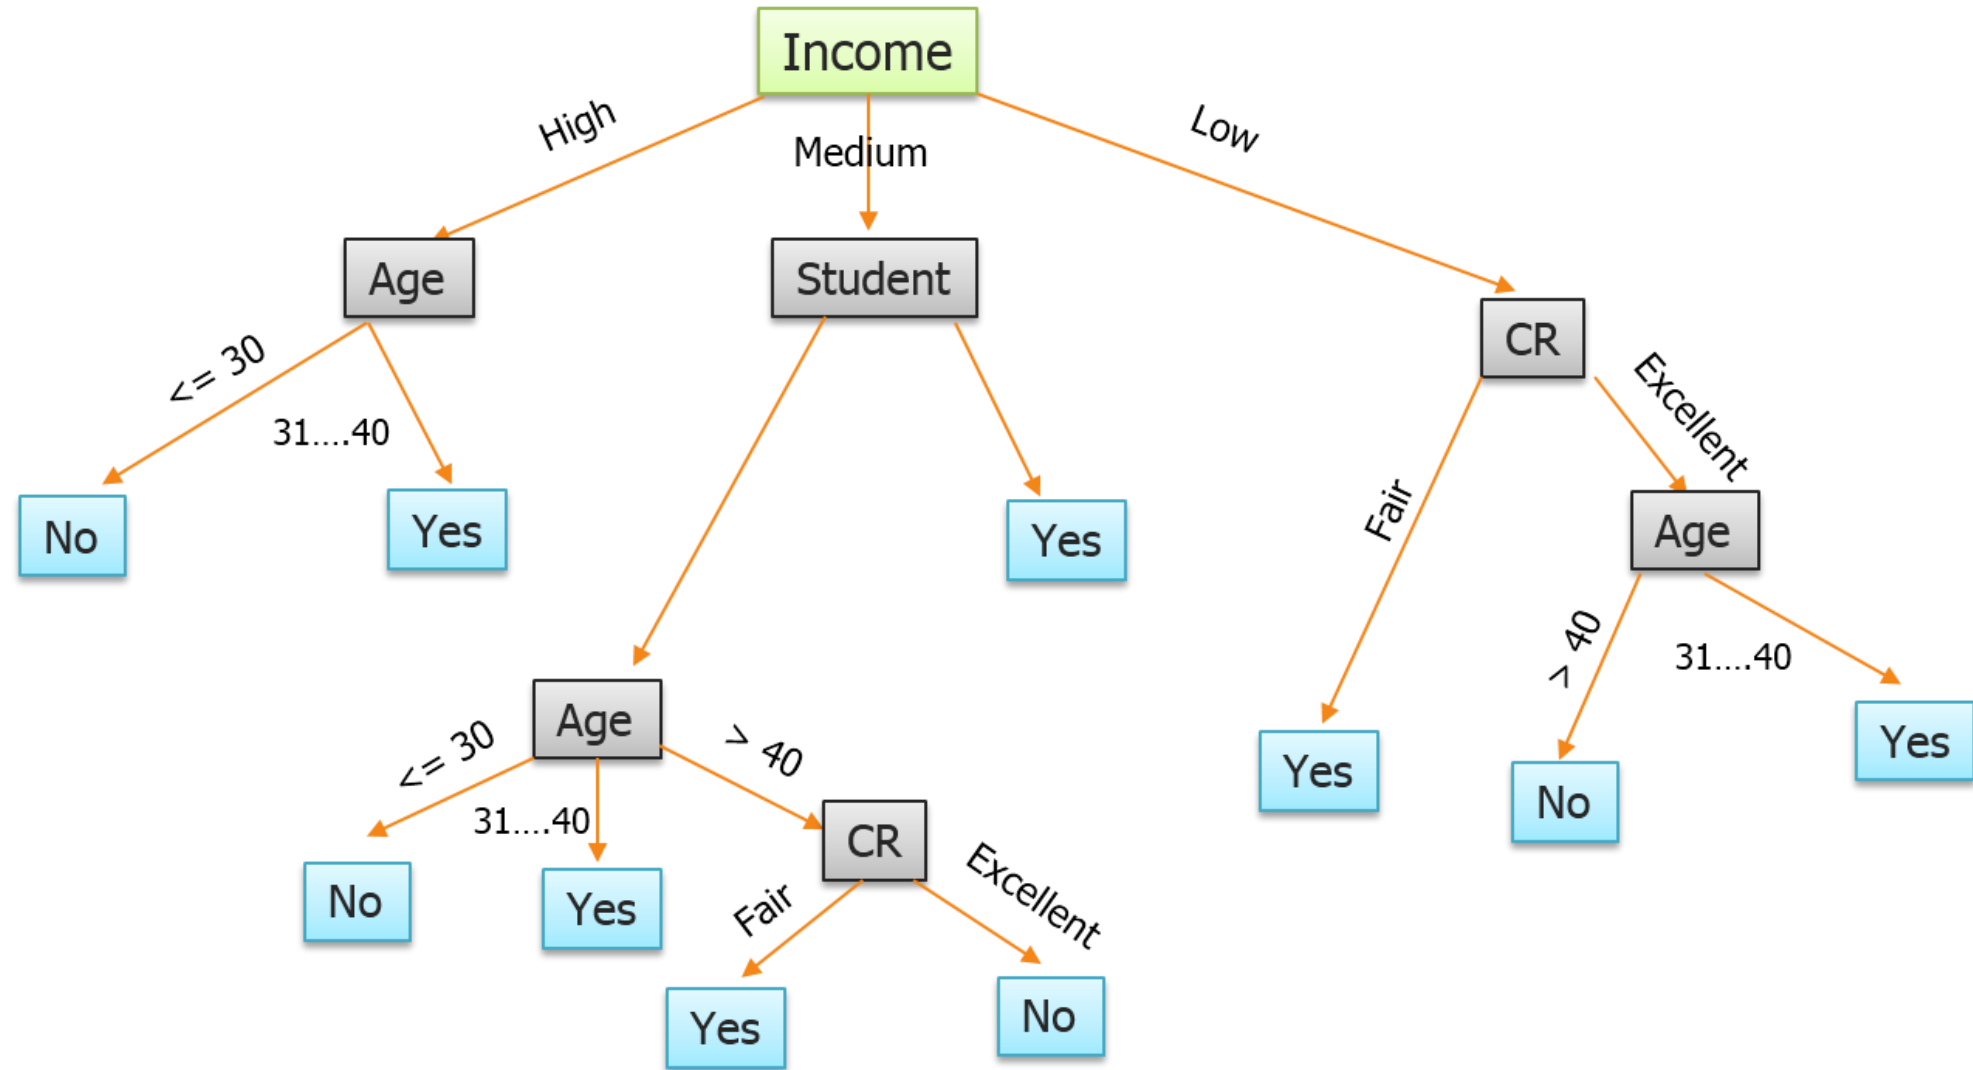 Income
High
Medium
Low
Age
Student
CR
<= 30
31....40
Excellent
Fair
No
Yes
Yes
Age
> 40
31....40
Age
<= 30
31....40
> 40
Yes
No
Yes
CR
No
Yes
Fair
Excellent
Yes
No